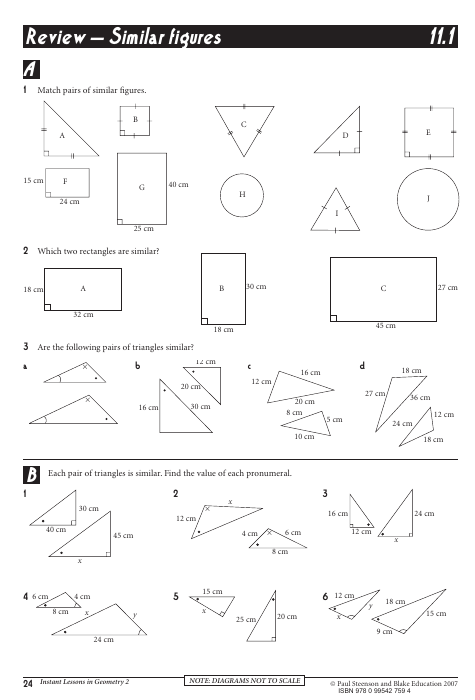 Review — Similar figures 11.1
A
1 Match pairs of similar figures.
A
B
C
D
E
15 cm
F
24 cm
G
40 cm
25 cm
H
I
J
2 Which two rectangles are similar?
18 cm
A
32 cm
B
30 cm
18 cm
C
27 cm
45 cm
3 Are the following pairs of triangles similar?
a
b
12 cm
20 cm
16 cm
30 cm
c
16 cm
12 cm
20 cm
8 cm
5 cm
10 cm
d
18 cm
27 cm
36 cm
12 cm
24 cm
18 cm
B
Each pair of triangles is similar. Find the value of each pronumeral.
1
30 cm
40 cm
45 cm
x
2
x
12 cm
4 cm
6 cm
8 cm
3
16 cm
12 cm
24 cm
x
4
6 cm
4 cm
8 cm
x
y
24 cm
5
15 cm
x
25 cm
20 cm
6
12 cm
x
y
18 cm
15 cm
9 cm
24 Instant Lessons in Geometry 2
NOTE: DIAGRAMS NOT TO SCALE
© Paul Steenson and Blake Education 2007
ISBN 978 0 99542 759 4